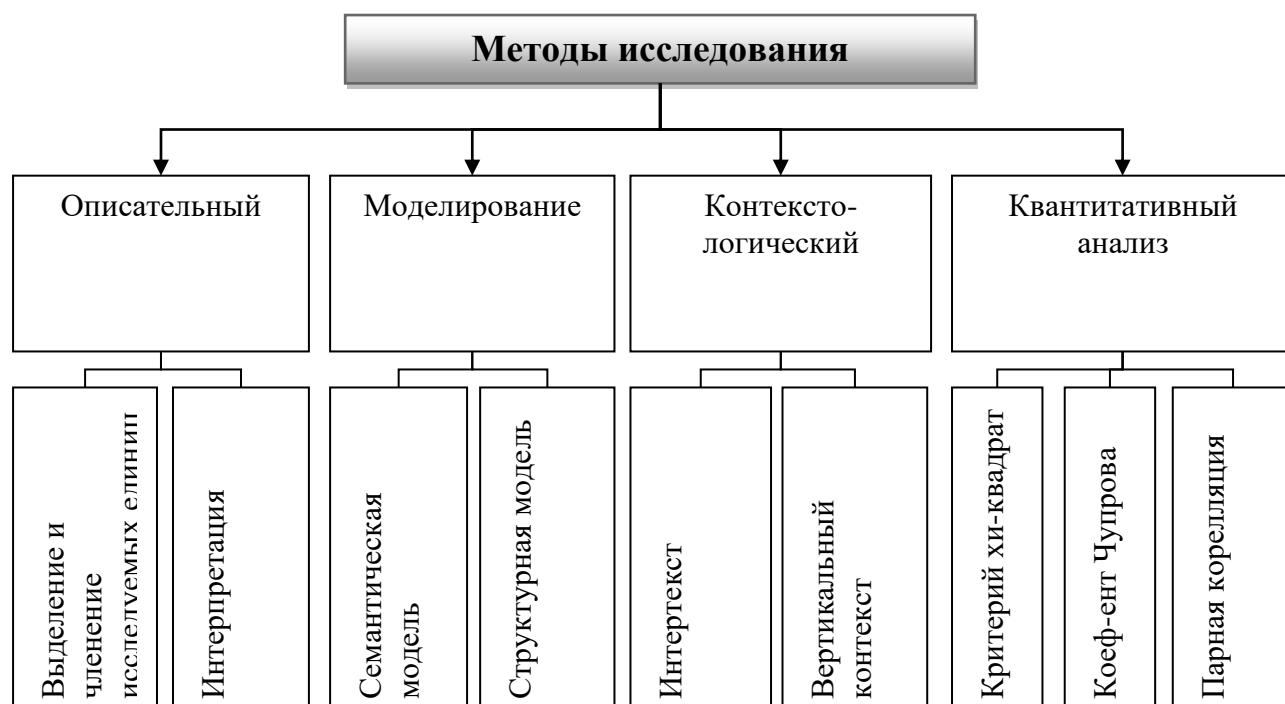 Методы исследования
Описательный
Моделирование
Контексто-
логический
Квантитативный
анализ
Выделение и
членение
исследуемых единиц
Интерпретация
Семантическая
модель
Структурная модель
Интертекст
Вертикальный
контекст
Критерий хи-квадрат
Коеф-ент Чупрова
Парная корелляция